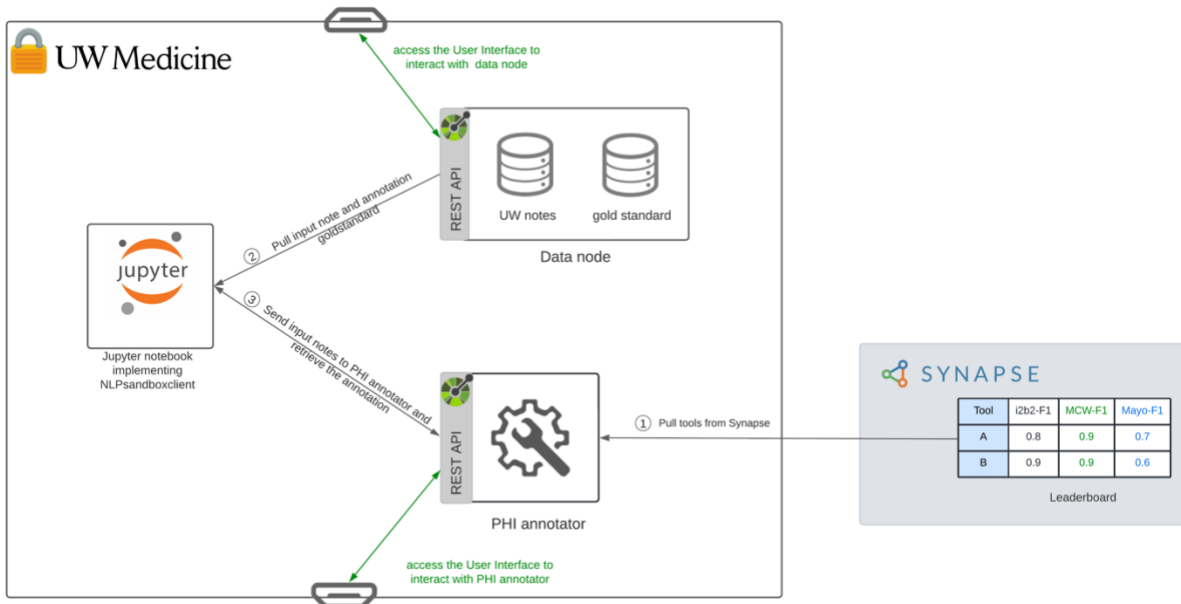 UW Medicine
access the User Interface to
interact with data node
REST API
UW notes
gold standard
Data node
② Pull input note and annotation
goldstandard
jupyter
Jupyter notebook
implementing
NLPsandboxclient
③ Send input notes to PHI annotator and
retrieve the annotation
REST API
PHI annotator
① Pull tools from Synapse
access the User Interface to
interact with PHI annotator
SYNAPSE
Tool i2b2-F1 MCW-F1 Mayo-F1
A 0.8 0.9 0.7
B 0.9 0.9 0.6
Leaderboard